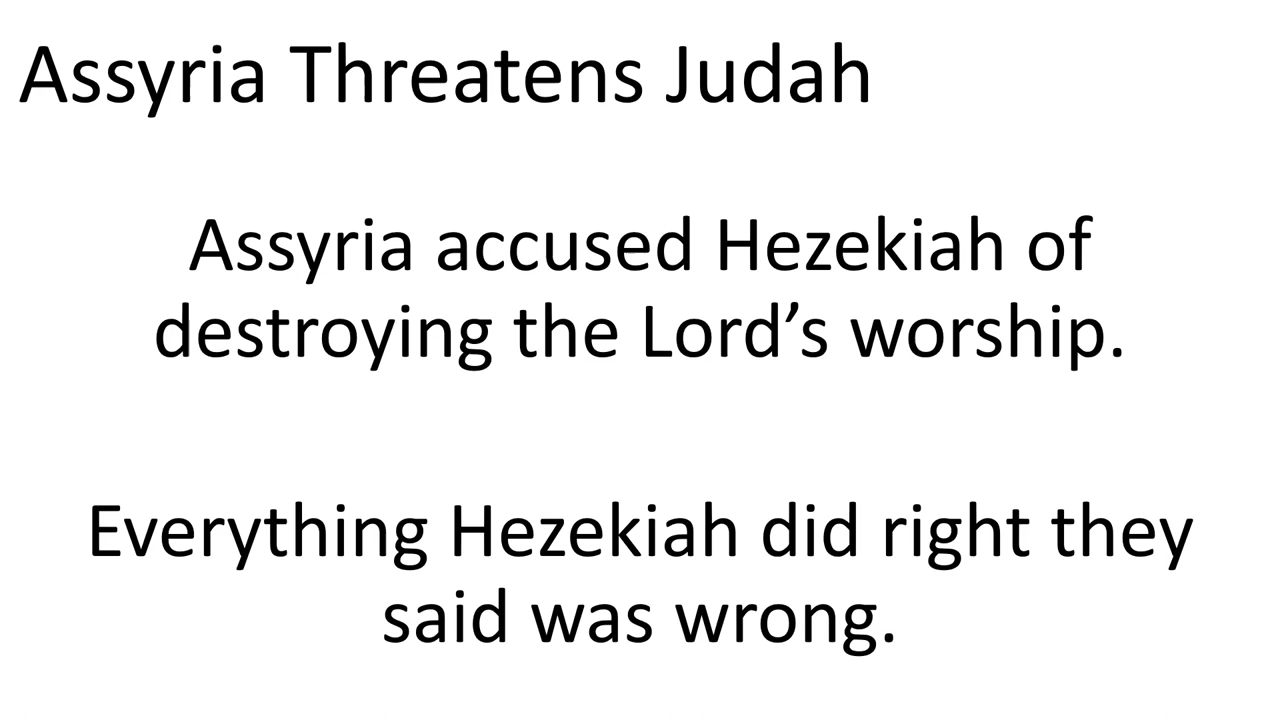 Assyria Threatens Judah
Assyria accused Hezekiah of
destroying the Lord’s worship.
Everything Hezekiah did right they
said was wrong.